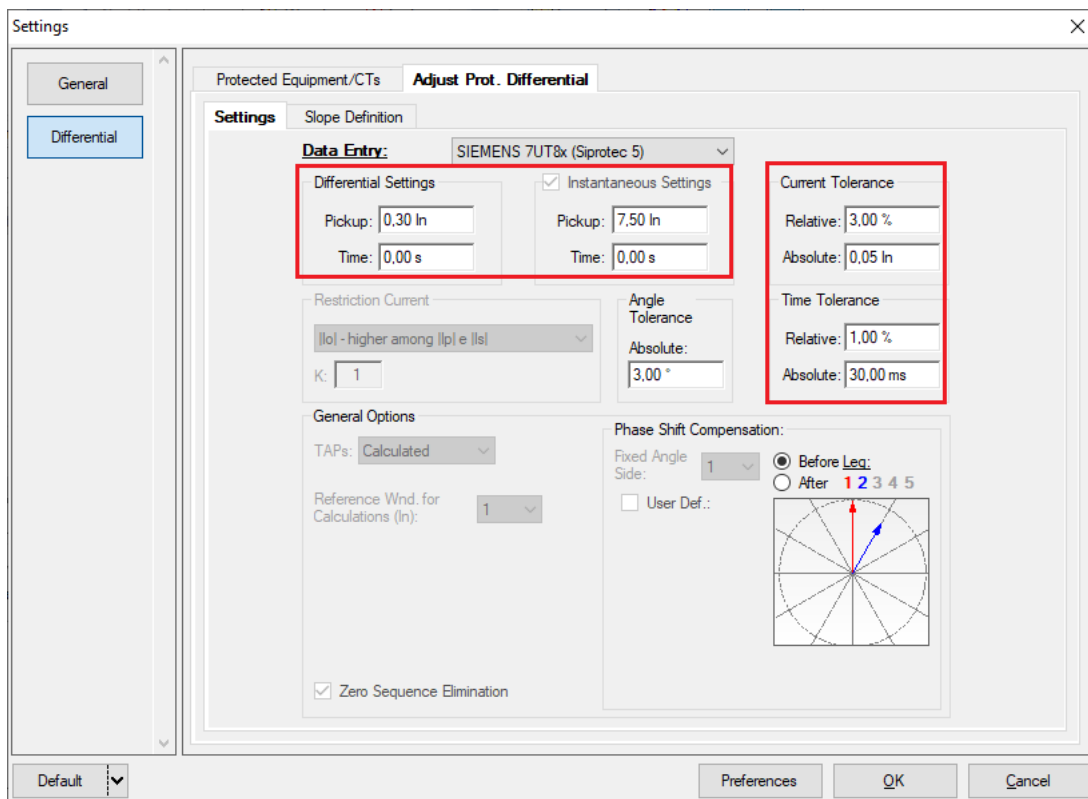 Settings
General
Differential
Protected Equipment/CTs
Adjust Prot. Differential
Settings
Slope Definition
Data Entry:
SIEMENS 7UT8x (Siprotec 5)
Differential Settings
Pickup: 0,30 In
Time: 0,00 s
Instantaneous Settings
Pickup: 7,50 In
Time: 0,00 s
Current Tolerance
Relative: 3,00 %
Absolute: 0,05 In
Restriction Current
|Io| - higher among |Ip| e |Is|
K: 1
Angle
Tolerance
Absolute:
3,00 °
Time Tolerance
Relative: 1,00 %
Absolute: 30,00 ms
General Options
TAPs: Calculated
Reference Wnd. for
Calculations (In):
1
Zero Sequence Elimination
Phase Shift Compensation:
Fixed Angle
Side:
1
User Def.:
Before Leg:
After 1 2 3 4 5
Default
Preferences
OK
Cancel